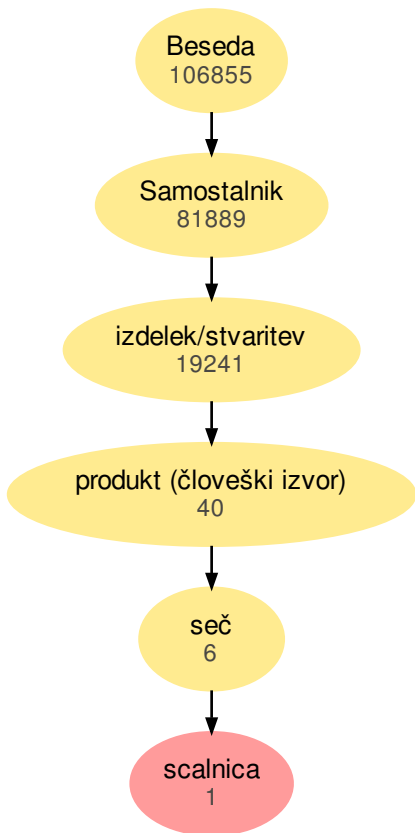 Beseda
106855
Samostalnik
81889
izdelek/stvaritev
19241
produkt (človeški izvor)
40
seč
6
scalnica
1